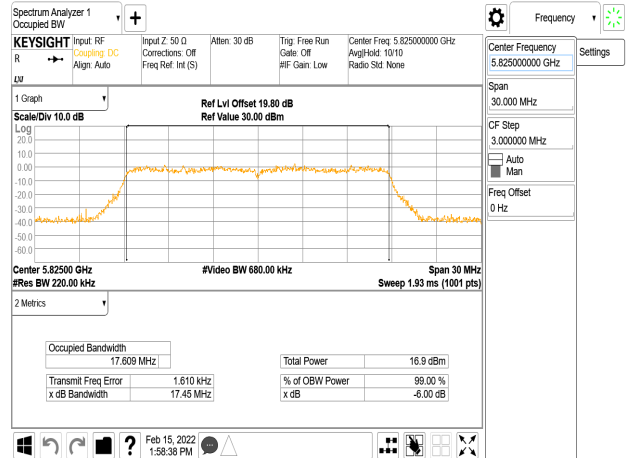 Spectrum Analyzer 1
Occupied BW
Frequency
KEYSIGHT
R
Input: RF
Coupling: DC
Align: Auto
Input Z: 50 Ω
Corrections: Off
Freq Ref: Int (S)
Atten: 30 dB
Trig: Free Run
Gate: Off
#IF Gain: Low
Center Freq: 5.825000000 GHz
Avg|Hold: 10/10
Radio Std: None
Center Frequency
5.825000000 GHz
Settings
Span
30.000 MHz
CF Step
3.000000 MHz
Auto
Man
Freq Offset
0 Hz
1 Graph
Scale/Div 10.0 dB
Ref Lvl Offset 19.80 dB
Ref Value 30.00 dBm
Log
20.0
10.0
0.00
-10.0
-20.0
-30.0
-40.0
-50.0
-60.0
Center 5.82500 GHz
#Res BW 220.00 kHz
#Video BW 680.00 kHz
Span 30 MHz
Sweep 1.93 ms (1001 pts)
2 Metrics
Occupied Bandwidth
17.609 MHz
Total Power 16.9 dBm
Transmit Freq Error 1.610 kHz
% of OBW Power 99.00 %
x dB Bandwidth 17.45 MHz
x dB -6.00 dB
?
Feb 15, 2022
1:58:38 PM